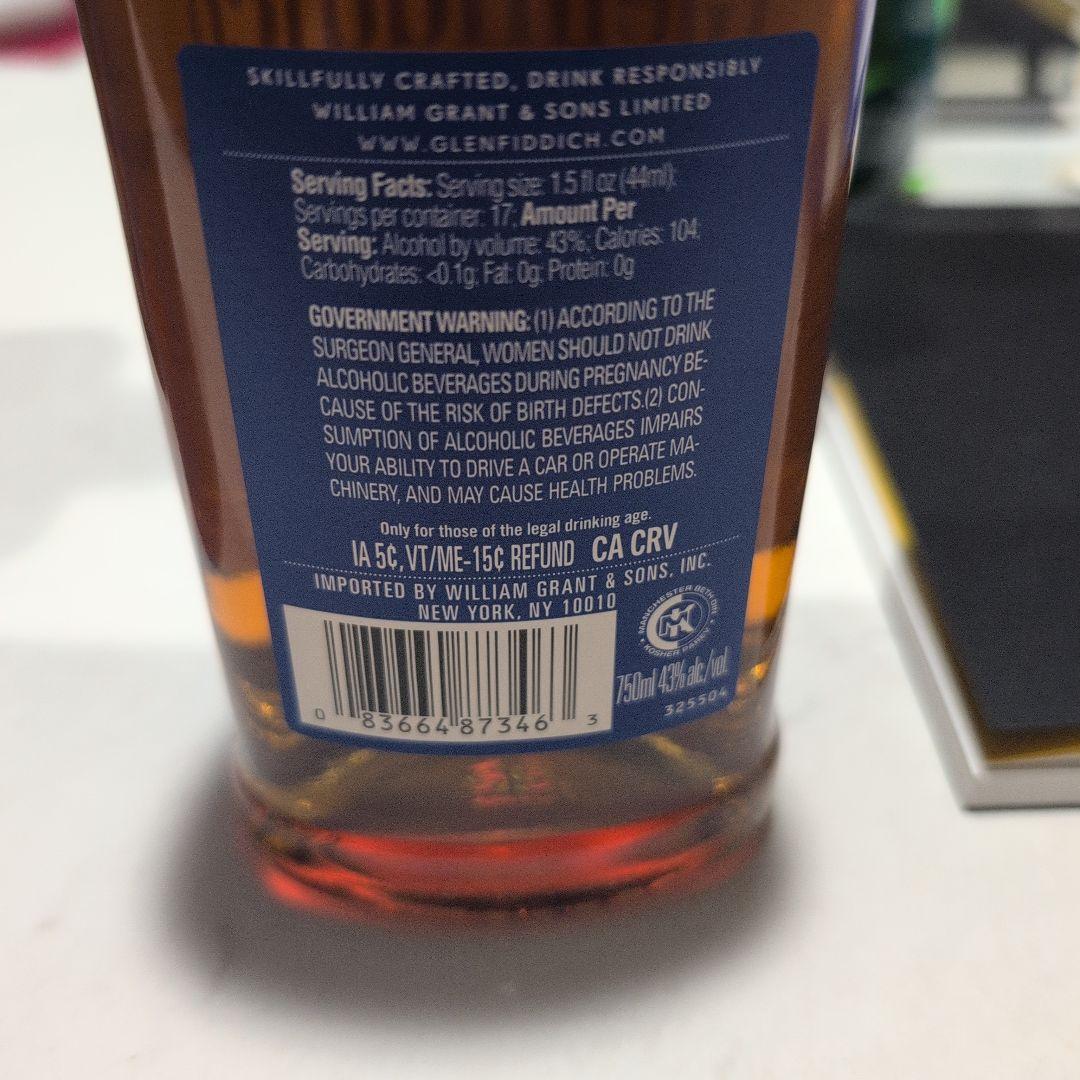 SKILLFULLY CRAFTED, DRINK RESPONSIBLY
WILLIAM GRANT & SONS LIMITED
WWW.GLENFIDDICH.COM
Serving Facts: Serving size: 1.5 fl oz (44ml);
Servings per container: 17; Amount Per
Serving: Alcohol by volume: 43%; Calories: 104,
Carbohydrates: <0.1g; Fat: 0g; Protein: 0g
GOVERNMENT WARNING: (1) ACCORDING TO THE
SURGEON GENERAL, WOMEN SHOULD NOT DRINK
ALCOHOLIC BEVERAGES DURING PREGNANCY BE-
CAUSE OF THE RISK OF BIRTH DEFECTS.(2) CON-
SUMPTION OF ALCOHOLIC BEVERAGES IMPAIRS
YOUR ABILITY TO DRIVE A CAR OR OPERATE MA-
CHINERY, AND MAY CAUSE HEALTH PROBLEMS.
Only for those of the legal drinking age.
IA 5¢, VT/ME-15¢ REFUND CA CRV
IMPORTED BY WILLIAM GRANT & SONS, INC.
NEW YORK, NY 10010
MANCHESTER BETH DIN
MK
KOSHER PAREV
750ml 43% alc/vol
325504
0 83664 87346 3